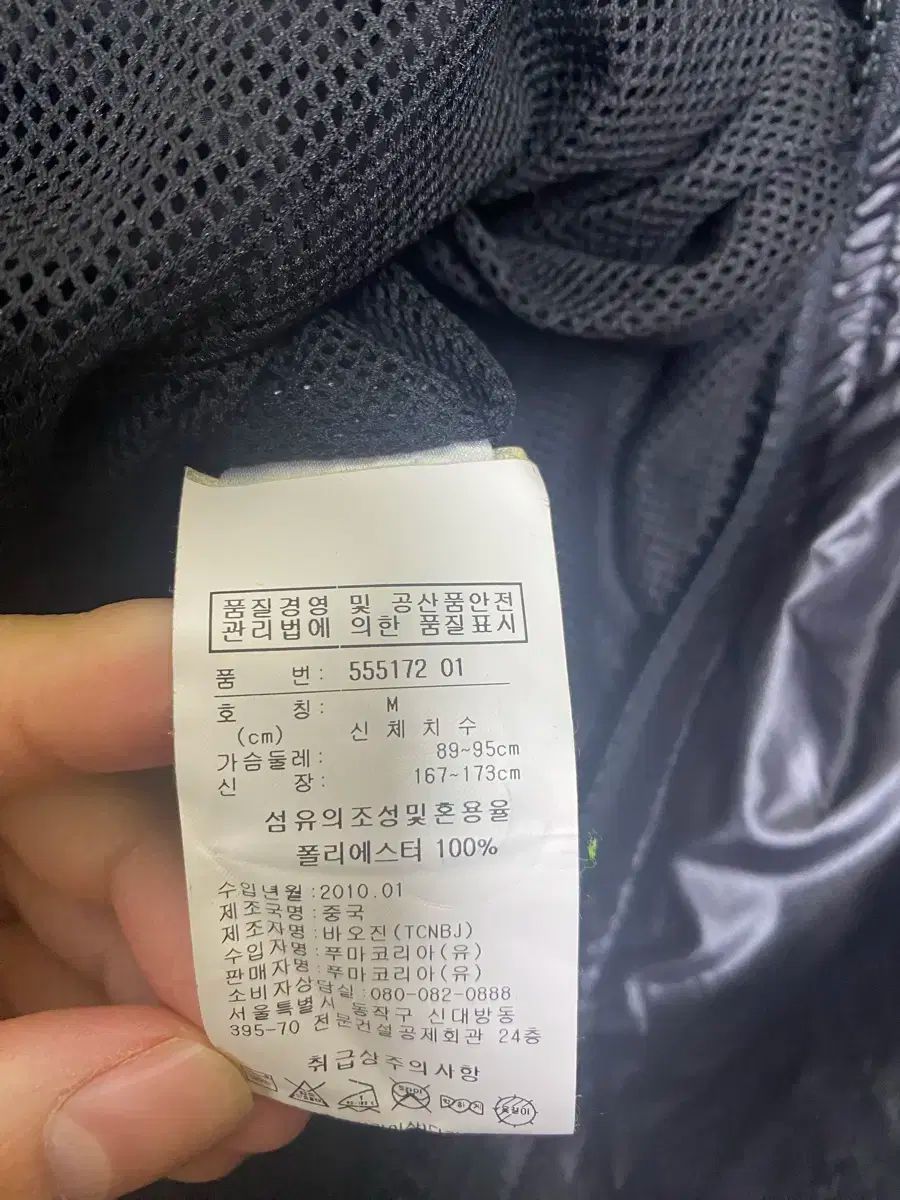 품질경영 및 공산품안전
관리법에 의한 품질표시
품 번: 555172 01
호 칭: M
(cm) 신체치수
가슴둘레: 89~95cm
신 장: 167~173cm
섬유의조성및혼용율
폴리에스터 100%
수입년월:2010.01
제조국명:중국
제조자명:바오진(TCNBJ)
수입자명:푸마코리아(유)
판매자명:푸마코리아(유)
소비자상담실:080-082-0888
서울특별시 동작구 신대방동
395-70 전문건설공제회관 24층
취급상주의사항
약하게
옷걸이